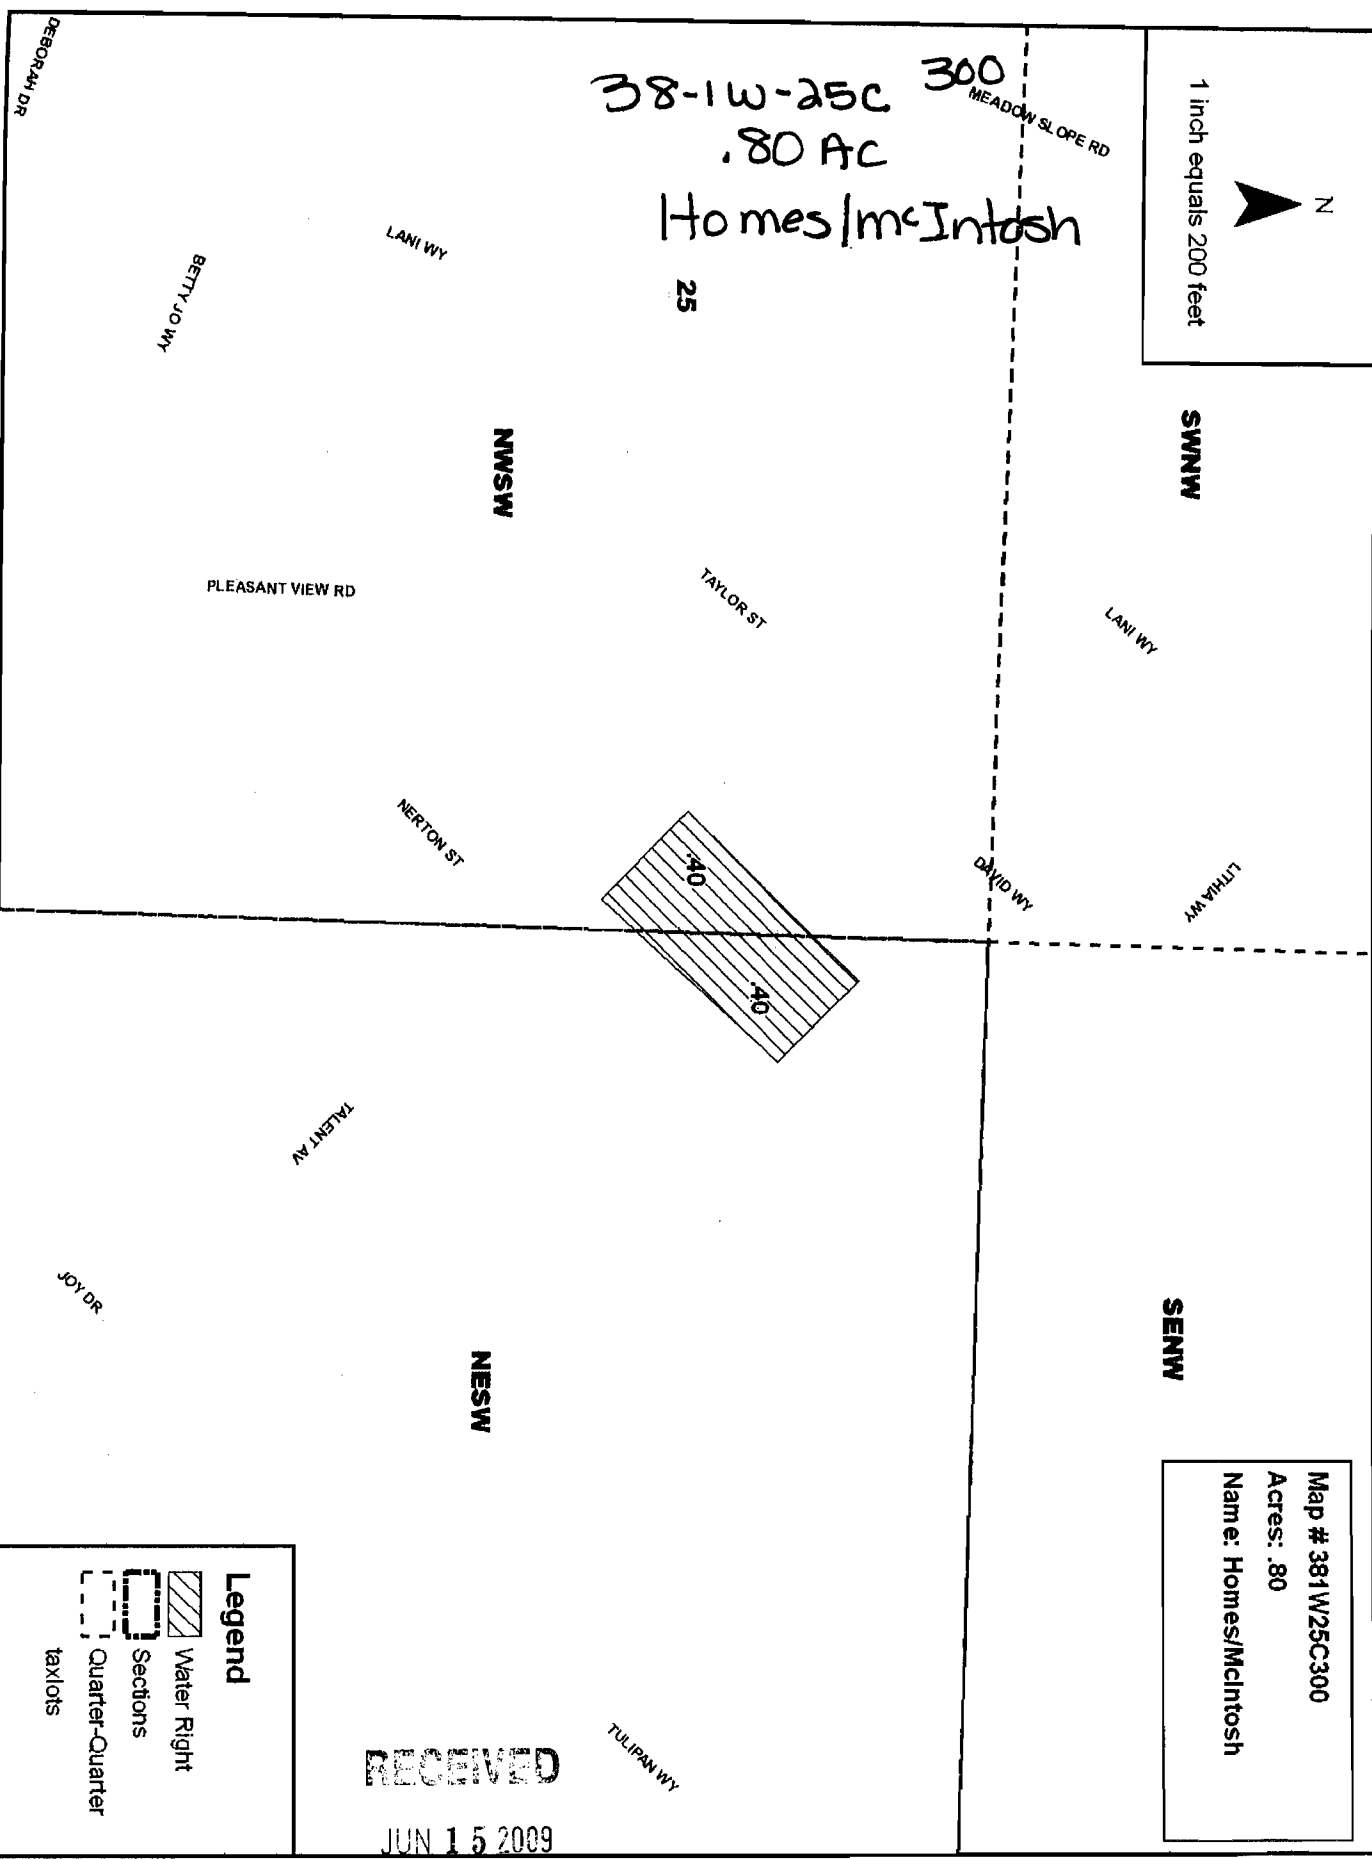 38-1W-25C 300
.80 AC
Homes/McIntosh
N
1 inch equals 200 feet
Map # 381W25C300
Acres: .80
Name: Homes/McIntosh
SWNW
SENW
MEADOW SLOPE RD
LANI WY
LITHIA WY
DAVID WY
25
NWSW
NESW
TAYLOR ST
LANI WY
BETTY JO WY
DEBORAH DR
PLEASANT VIEW RD
NERTON ST
.40
.40
TALENT AV
JOY DR
TULIPAN WY
Legend
Water Right
Sections
Quarter-Quarter
taxlots
RECEIVED
JUN 15 2009